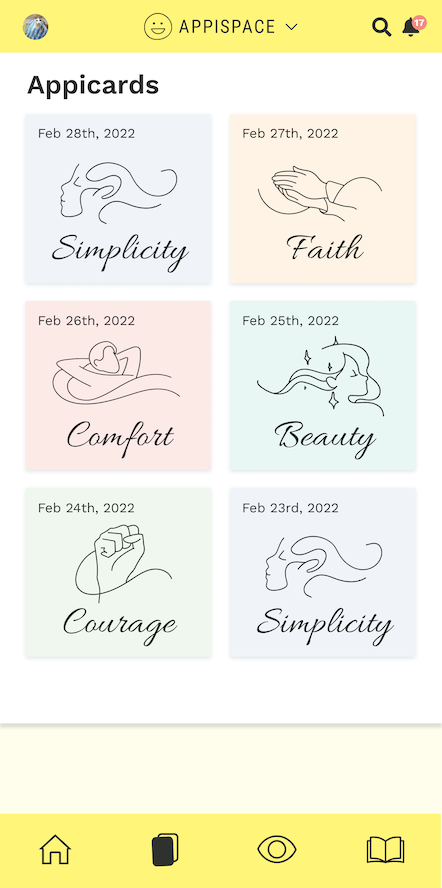 APPISPACE
17
Appicards
Feb 28th, 2022
Simplicity
Feb 27th, 2022
Faith
Feb 26th, 2022
Comfort
Feb 25th, 2022
Beauty
Feb 24th, 2022
Courage
Feb 23rd, 2022
Simplicity